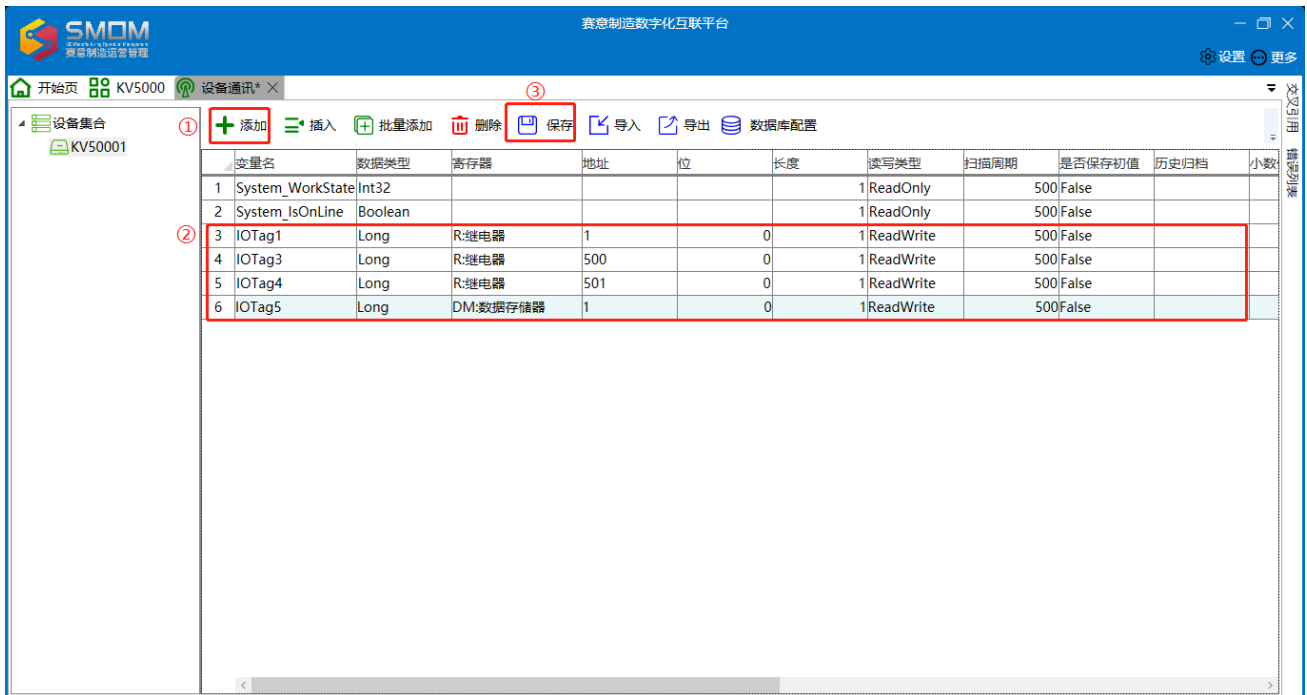 赛意制造数字化互联平台
SMOM
赛意制造运营管理
设置 更多
开始页 KV5000 设备通讯*
③
交叉引用
错误列表
设备集合
KV50001
① 添加 插入 批量添加 删除 保存 导入 导出 数据库配置
变量名 数据类型 寄存器 地址 位 长度 读写类型 扫描周期 是否保存初值 历史归档 小数
1 System_WorkState Int32 1 ReadOnly 500 False
2 System_IsOnLine Boolean 1 ReadOnly 500 False
② 3 IOTag1 Long R:继电器 1 0 1 ReadWrite 500 False
4 IOTag3 Long R:继电器 500 0 1 ReadWrite 500 False
5 IOTag4 Long R:继电器 501 0 1 ReadWrite 500 False
6 IOTag5 Long DM:数据存储器 1 0 1 ReadWrite 500 False